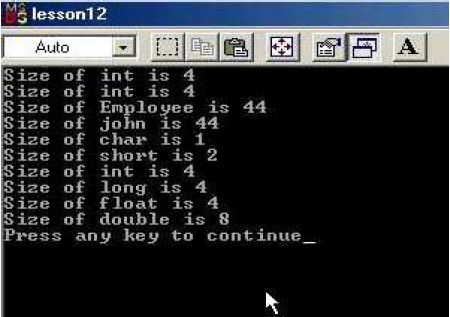 lesson12
Auto
A
Size of int is 4
Size of int is 4
Size of Employee is 44
Size of john is 44
Size of char is 1
Size of short is 2
Size of int is 4
Size of long is 4
Size of float is 4
Size of double is 8
Press any key to continue_